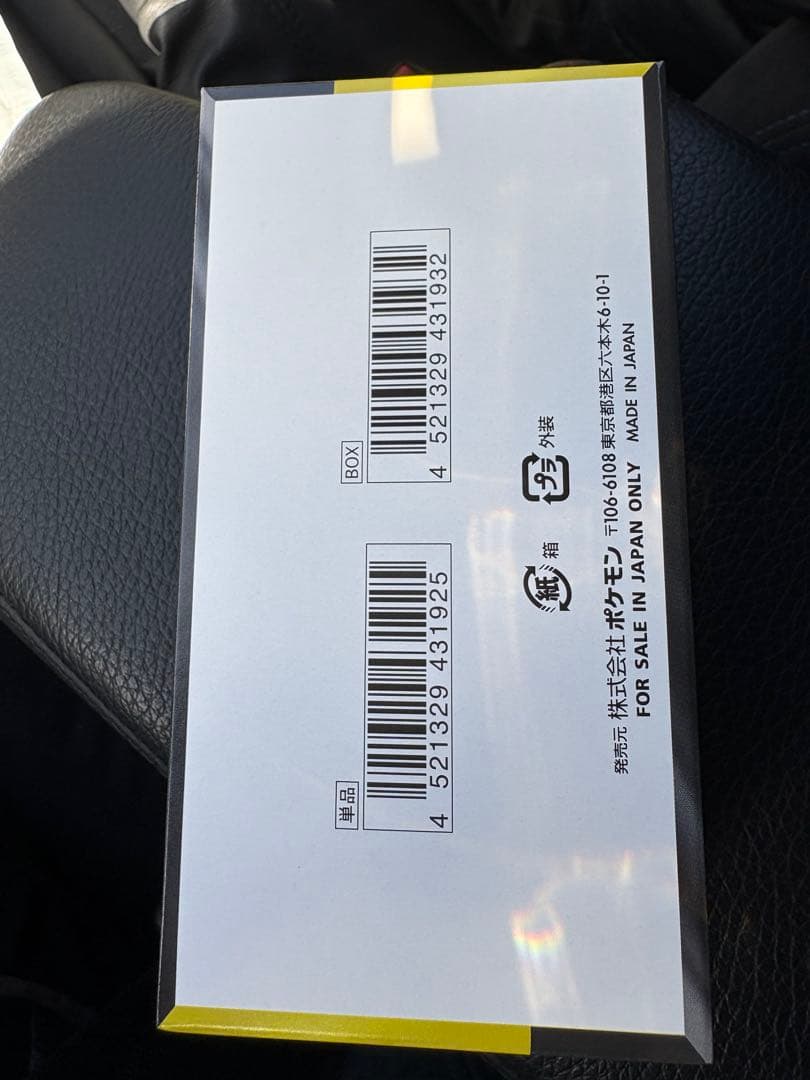 単品
4 521329 431925
BOX
4 521329 431932
紙 箱
プラ 外装
発売元 株式会社 ポケモン 〒106-6108 東京都港区六本木6-10-1
FOR SALE IN JAPAN ONLY MADE IN JAPAN